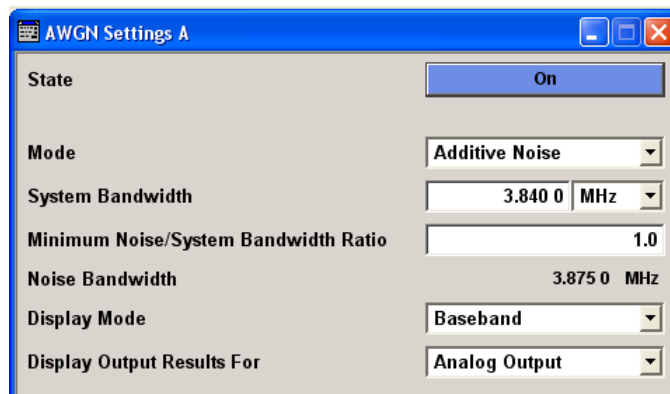 AWGN Settings A
State On
Mode Additive Noise
System Bandwidth 3.840 0 MHz
Minimum Noise/System Bandwidth Ratio 1.0
Noise Bandwidth 3.875 0 MHz
Display Mode Baseband
Display Output Results For Analog Output